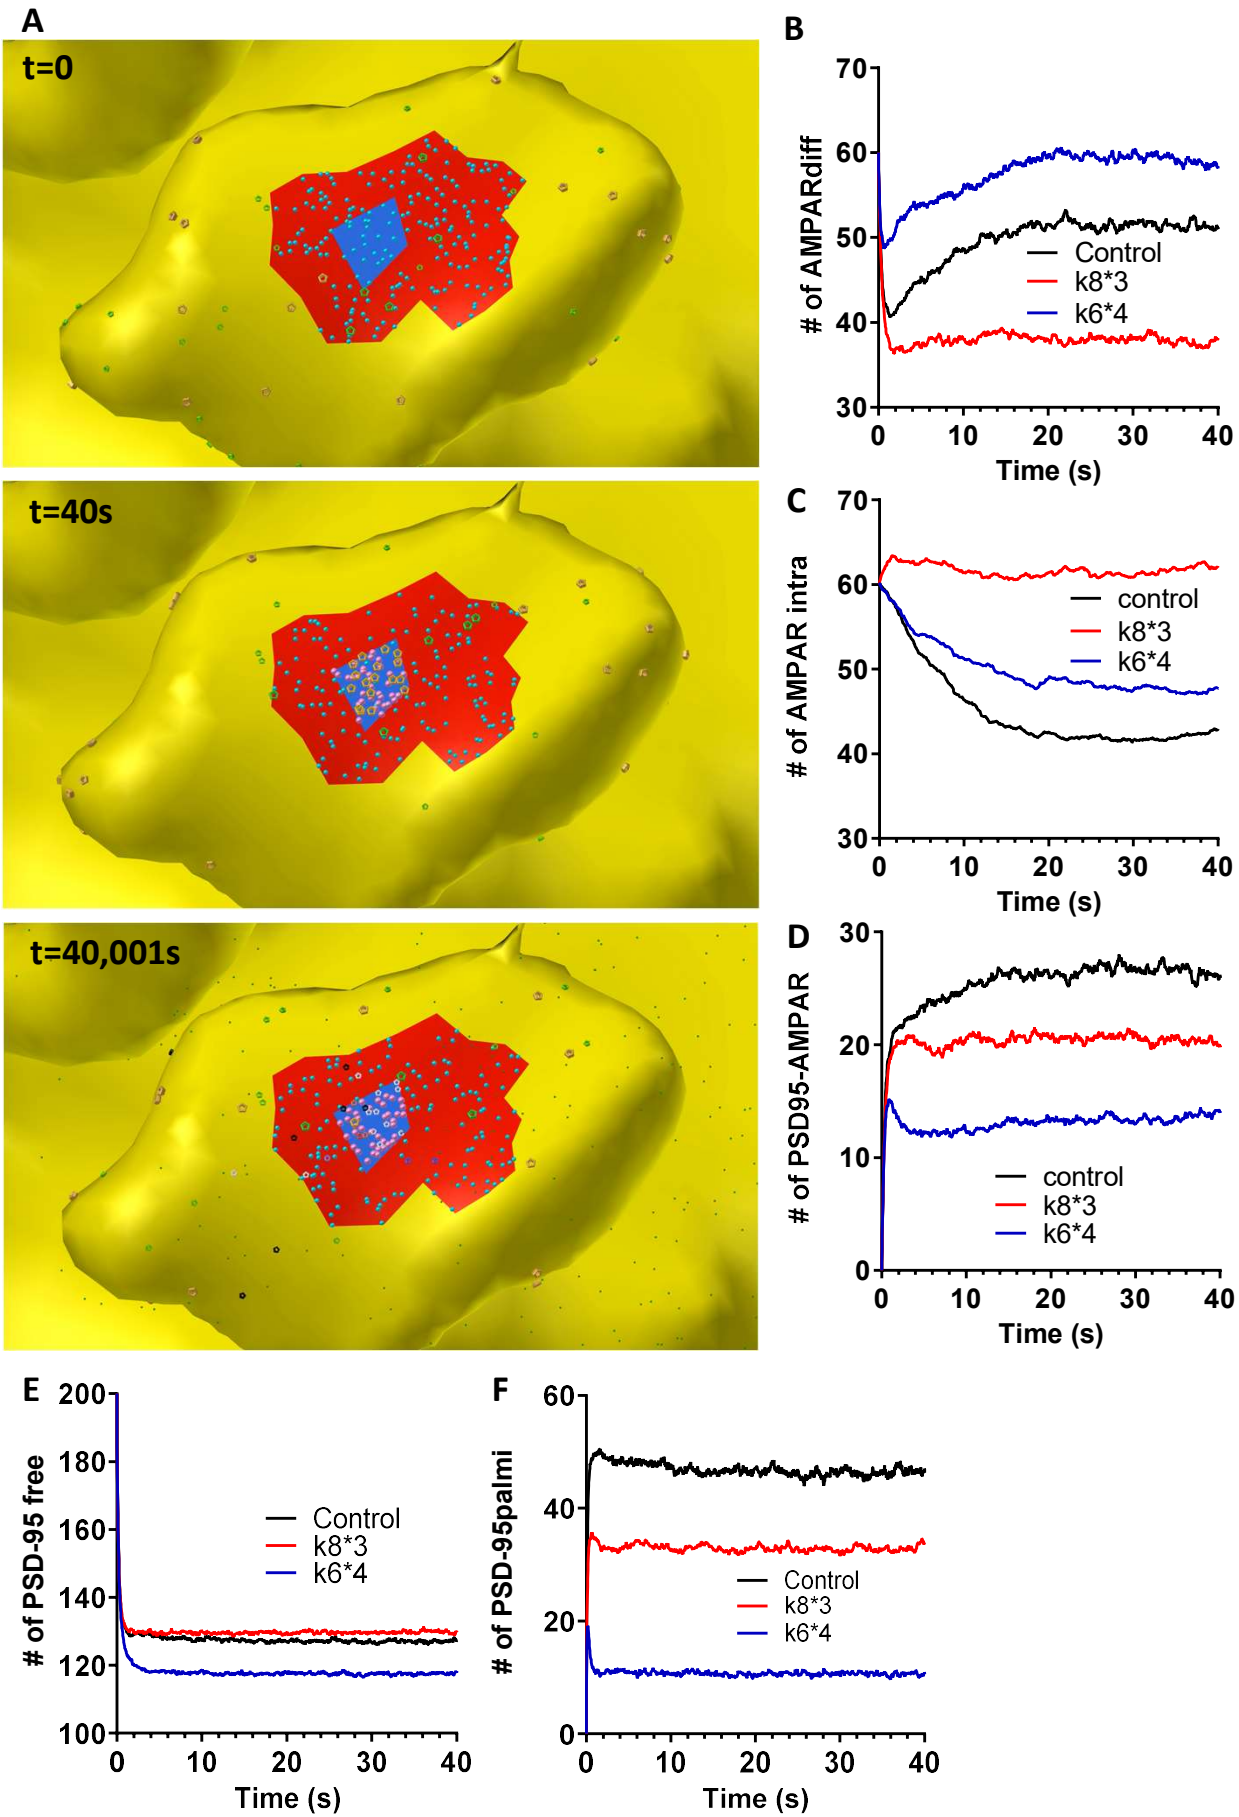 A
t=0
t=40s
t=40,001s
B
# of AMPARdiff
70
60
50
40
30
Control
k8*3
k6*4
0 10 20 30 40
Time (s)
C
# of AMPAR intra
70
60
50
40
30
control
k8*3
k6*4
0 10 20 30 40
Time (s)
D
# of PSD95-AMPAR
30
20
10
0
control
k8*3
k6*4
0 10 20 30 40
Time (s)
E
# of PSD-95 free
200
180
160
140
120
100
Control
k8*3
k6*4
0 10 20 30 40
Time (s)
F
# of PSD-95palmi
60
40
20
0
Control
k8*3
k6*4
0 10 20 30 40
Time (s)